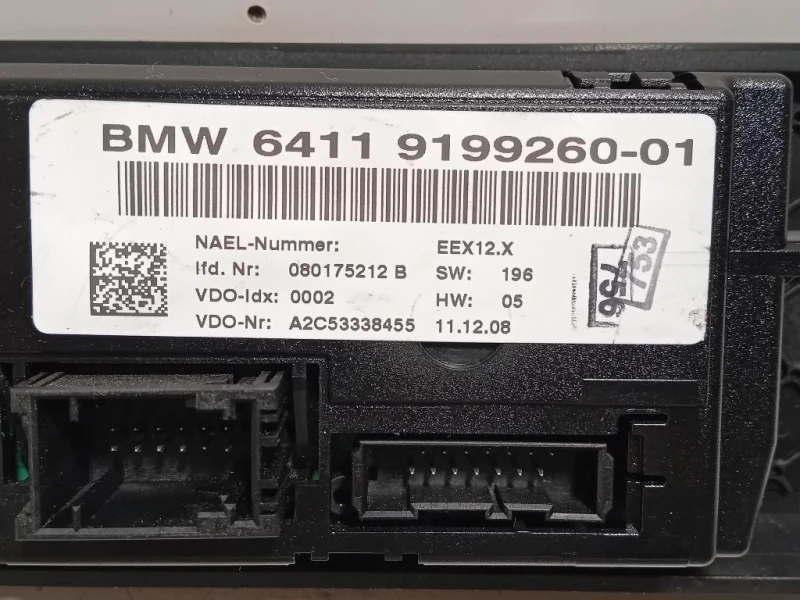 BMW 6411 9199260-01
NAEL-Nummer: EEX12.X
lfd. Nr: 080175212 B SW: 196
VDO-Idx: 0002 HW: 05
VDO-Nr: A2C53338455 11.12.08
753
756